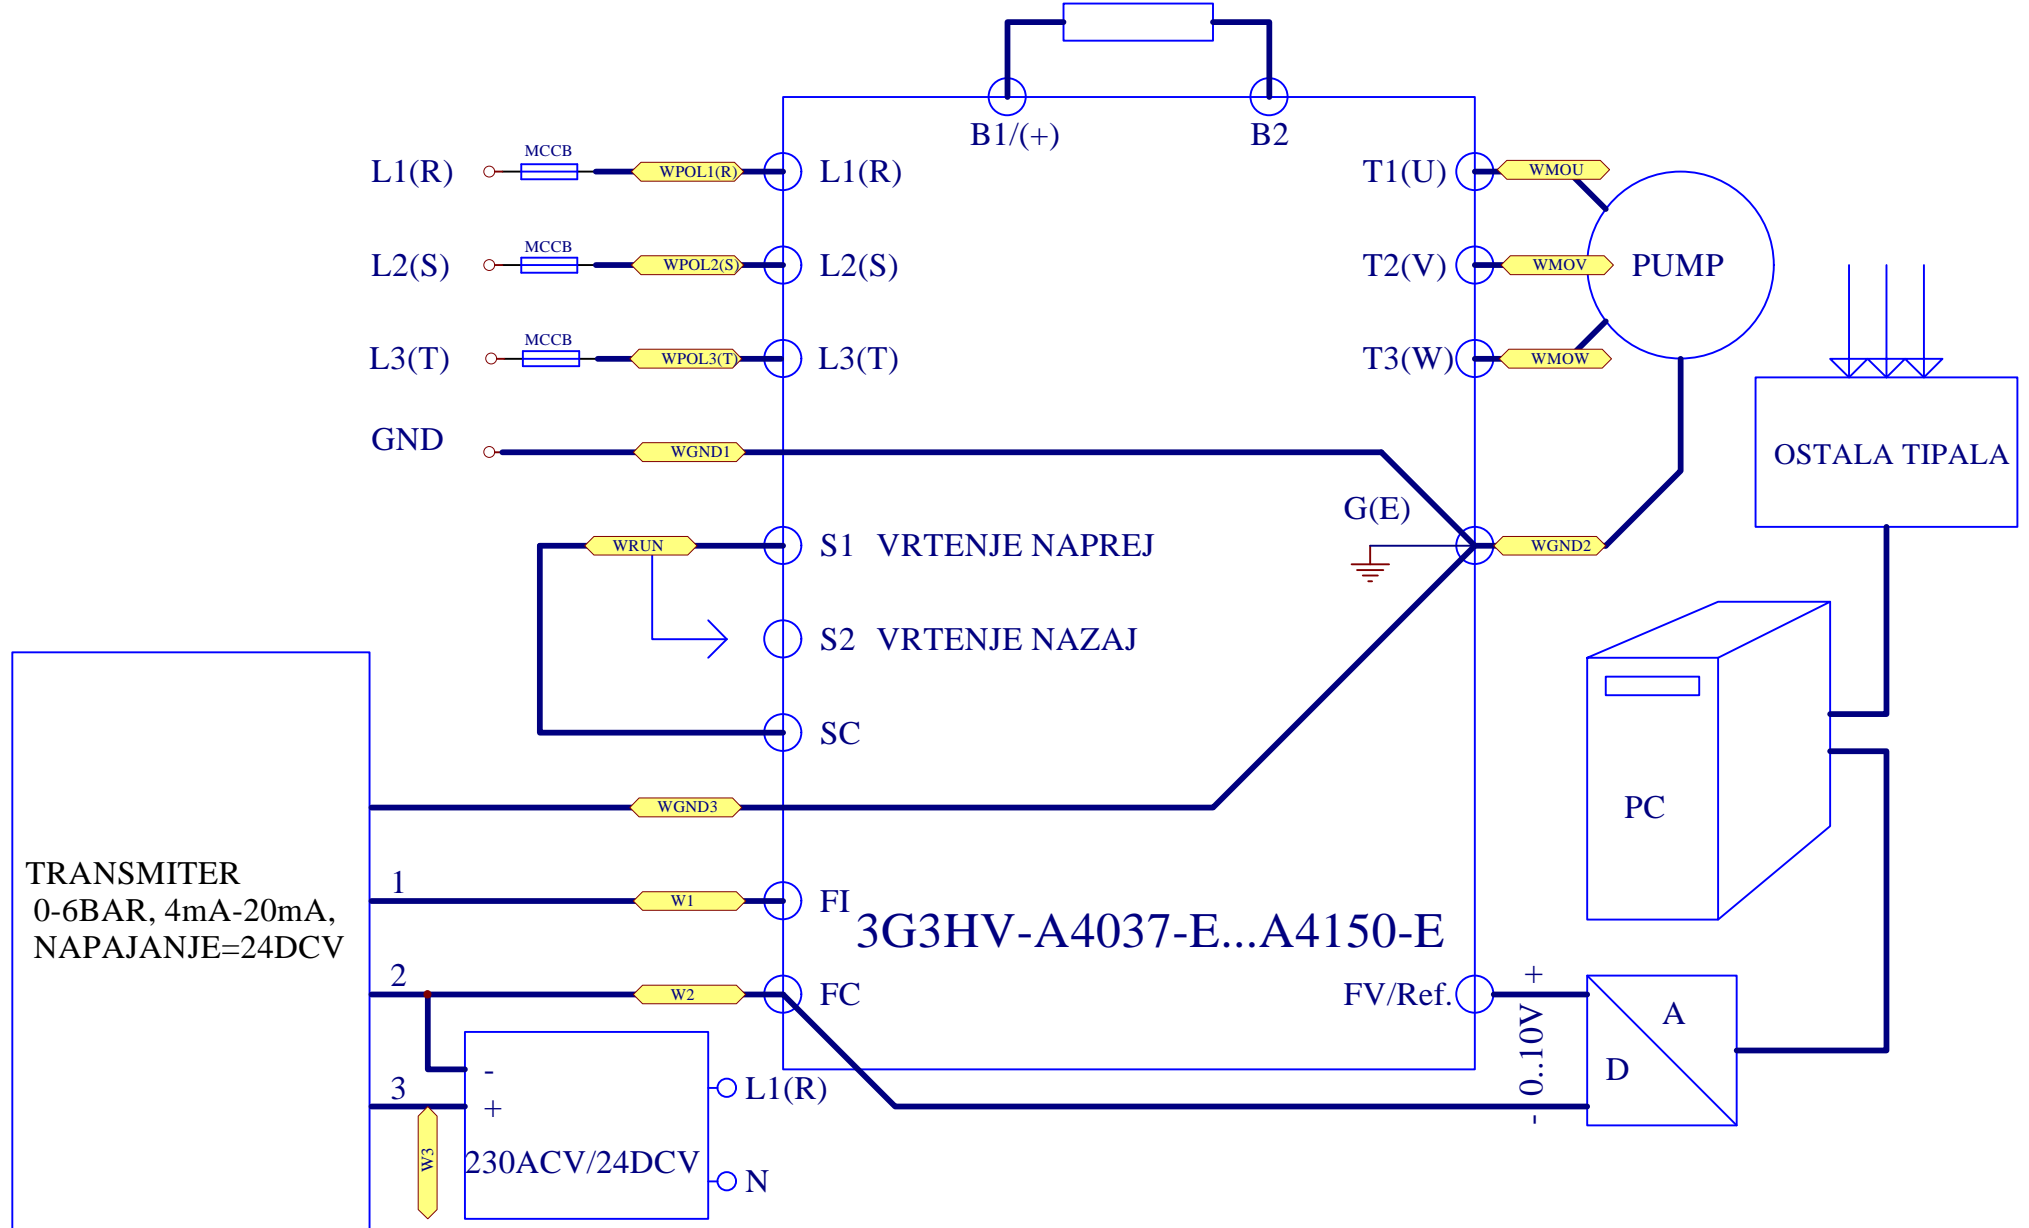 B1/(+)
B2
L1(R)
MCCB
WPOL1(R)
L1(R)
T1(U)
WMOU
L2(S)
MCCB
WPOL2(S)
L2(S)
T2(V)
WMOV
PUMP
L3(T)
MCCB
WPOL3(T)
L3(T)
T3(W)
WMOW
GND
WGND1
OSTALA TIPALA
G(E)
WRUN
S1 VRTENJE NAPREJ
WGND2
S2 VRTENJE NAZAJ
SC
WGND3
PC
TRANSMITER
0-6BAR, 4mA-20mA,
NAPAJANJE=24DCV
1
W1
FI
3G3HV-A4037-E...A4150-E
2
W2
FC
FV/Ref.
- 0..10V +
A
D
-
L1(R)
3
+
W3
230ACV/24DCV
N